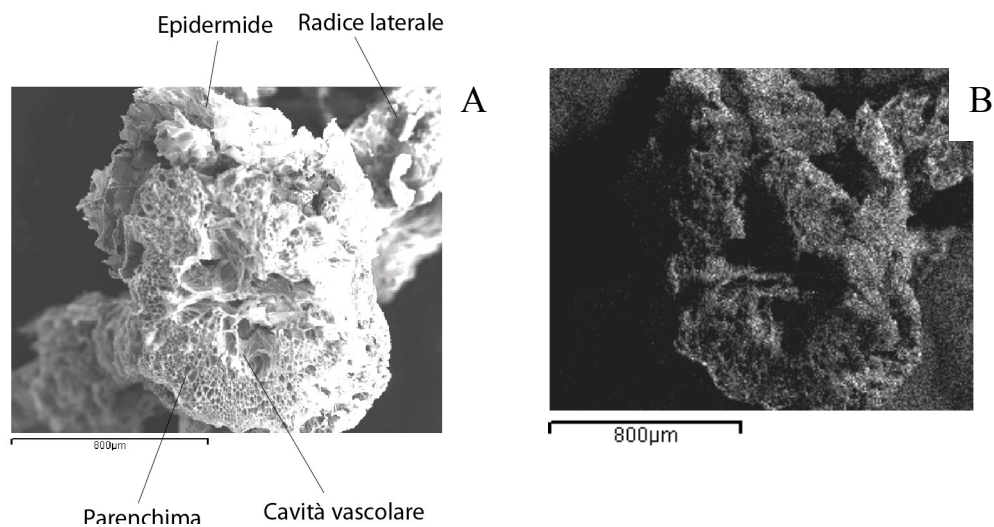 Epidermide Radice laterale
A
B
800µm
800µm
Parenchima Cavità vascolare